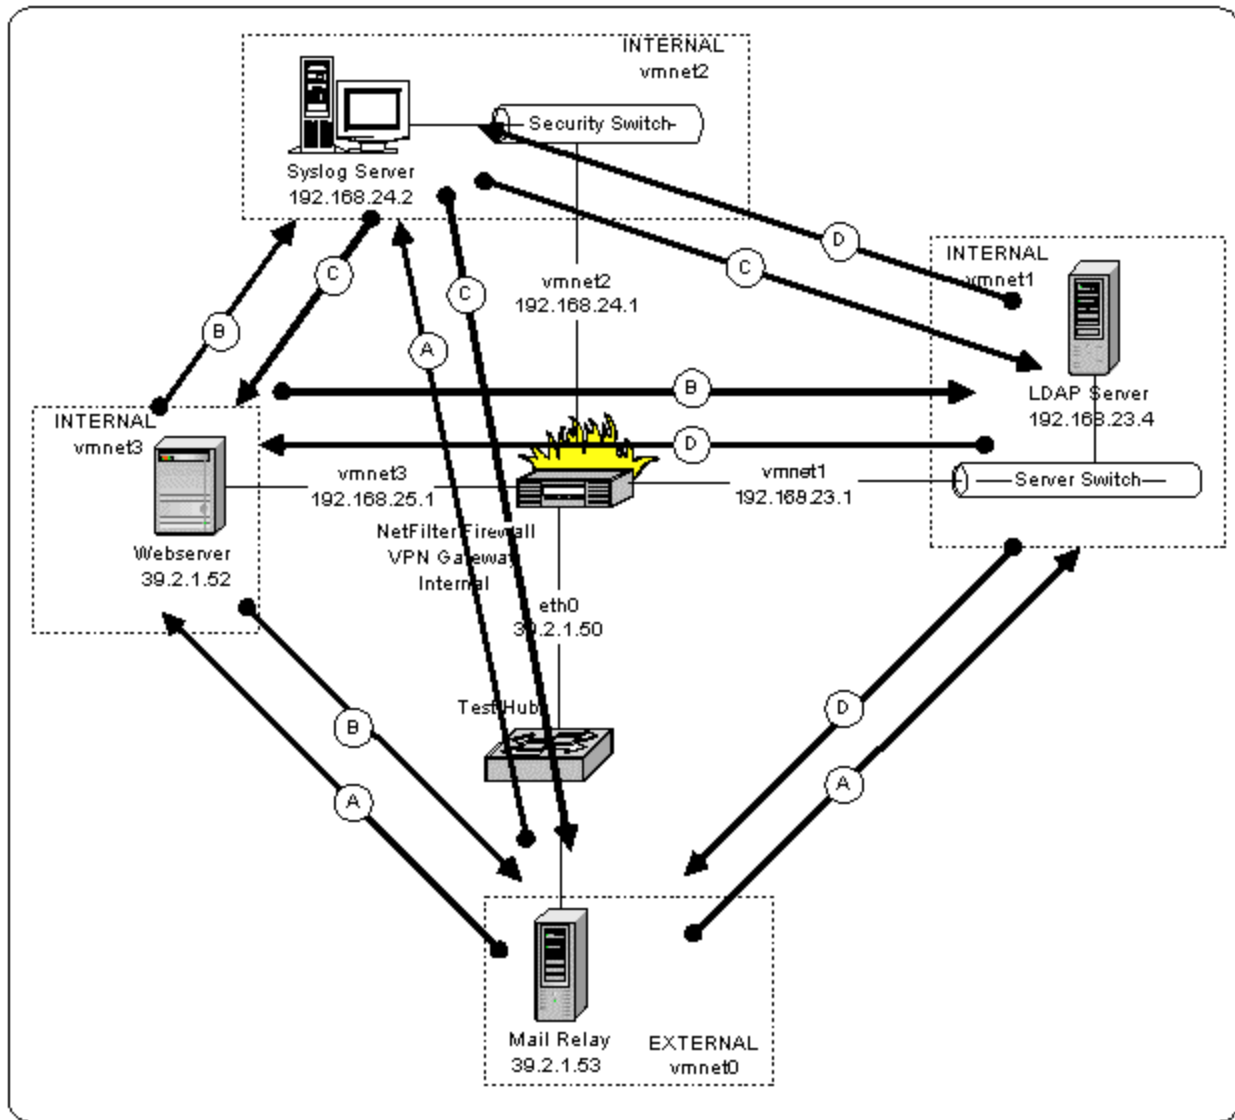 INTERNAL
vmnet2
Security Switch
Syslog Server
192.168.24.2
D
INTERNAL
vmnet1
C
C
C
vmnet2
192.168.24.1
B
A
B
LDAP Server
192.168.23.4
INTERNAL
vmnet3
D
vmnet3
192.168.25.1
vmnet1
192.168.23.1
Server Switch
NetFilter Firewall
VPN Gateway
Internal
Webserver
39.2.1.52
eth0
39.2.1.50
Test Hub
B
D
A
A
Mail Relay
39.2.1.53
EXTERNAL
vmnet0